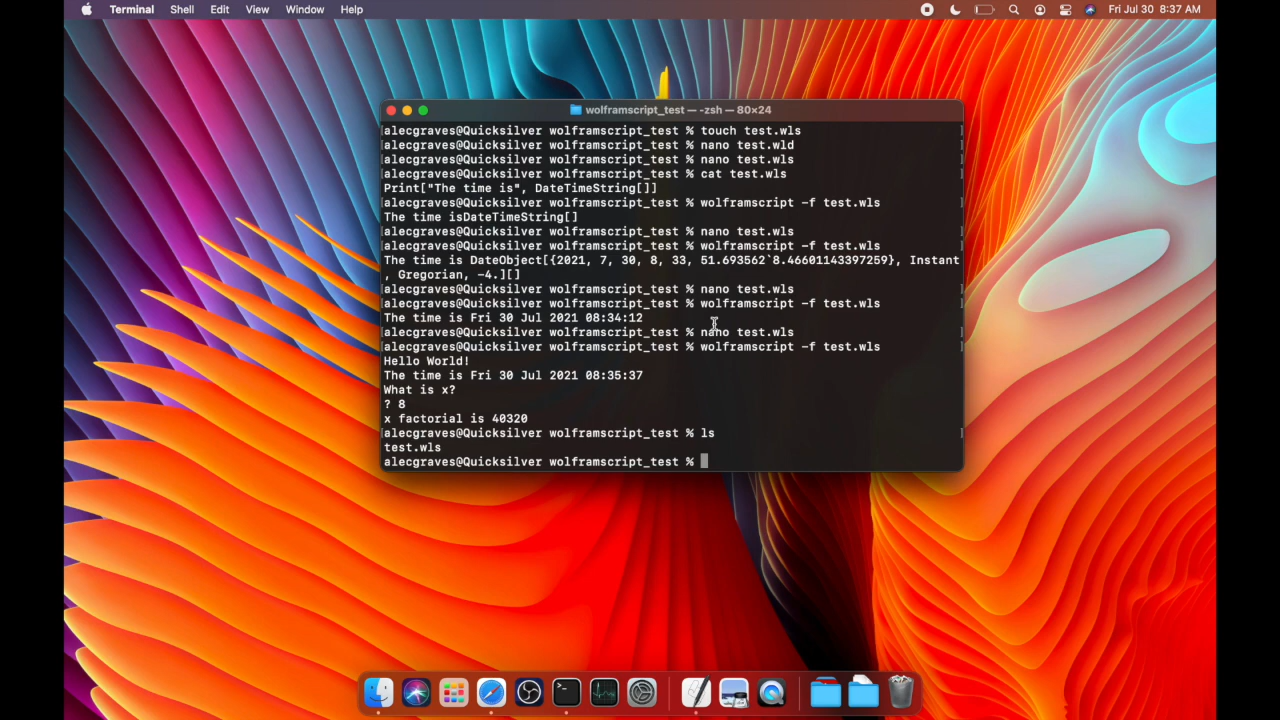 Terminal Shell Edit View Window Help Fri Jul 30 8:37 AM
wolframscript_test — -zsh — 80×24
[alecgraves@Quicksilver wolframscript_test % touch test.wls ]
[alecgraves@Quicksilver wolframscript_test % nano test.wld ]
[alecgraves@Quicksilver wolframscript_test % nano test.wls ]
[alecgraves@Quicksilver wolframscript_test % cat test.wls ]
Print["The time is", DateTimeString[]]
[alecgraves@Quicksilver wolframscript_test % wolframscript -f test.wls ]
The time isDateTimeString[]
[alecgraves@Quicksilver wolframscript_test % nano test.wls ]
[alecgraves@Quicksilver wolframscript_test % wolframscript -f test.wls ]
The time is DateObject[{2021, 7, 30, 8, 33, 51.693562`8.46601143397259}, Instant
, Gregorian, -4.][]
[alecgraves@Quicksilver wolframscript_test % nano test.wls ]
[alecgraves@Quicksilver wolframscript_test % wolframscript -f test.wls ]
The time is Fri 30 Jul 2021 08:34:12
[alecgraves@Quicksilver wolframscript_test % nano test.wls ]
[alecgraves@Quicksilver wolframscript_test % wolframscript -f test.wls ]
Hello World!
The time is Fri 30 Jul 2021 08:35:37
What is x?
? 8
x factorial is 40320
[alecgraves@Quicksilver wolframscript_test % ls ]
test.wls
alecgraves@Quicksilver wolframscript_test %